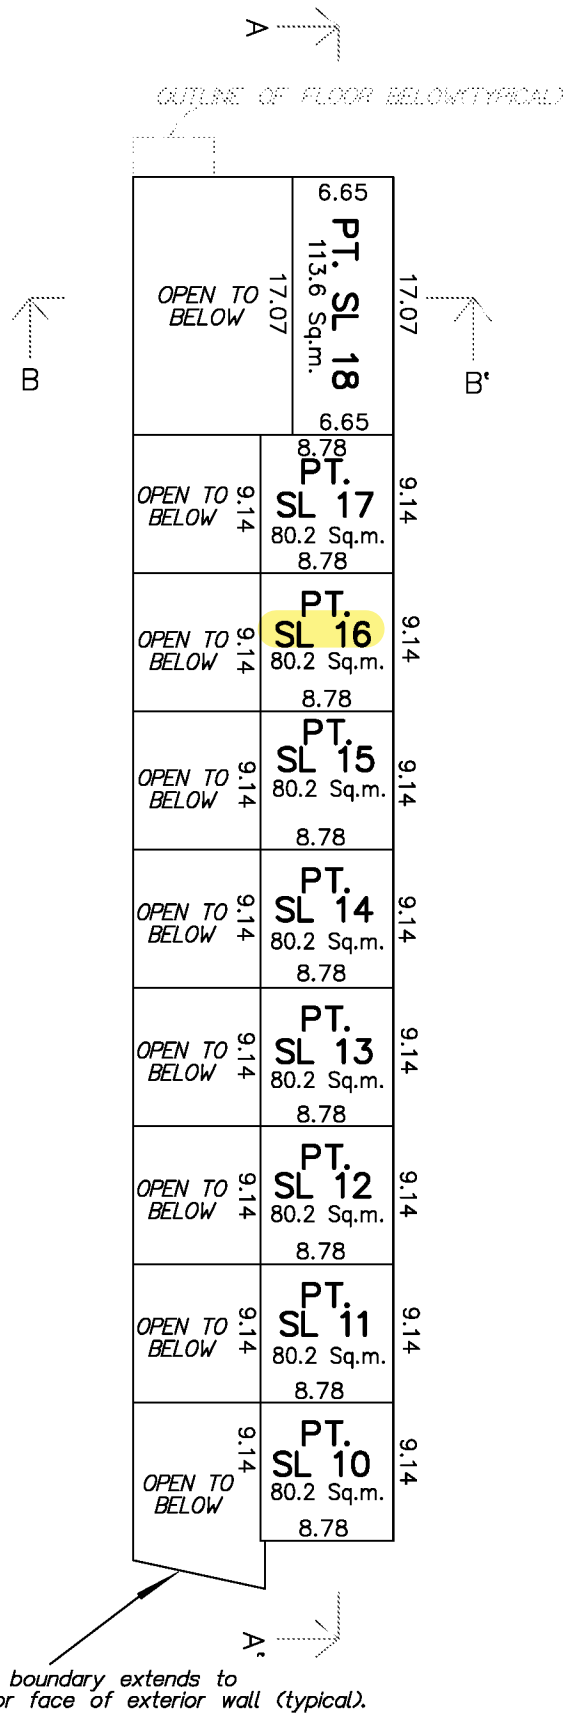 A
OUTLINE OF FLOOR BELOW(TYPICAL)
6.65
PT. SL 18
113.6 Sq.m.
OPEN TO
BELOW
17.07
17.07
B
B'
6.65
8.78
PT.
SL 17
80.2 Sq.m.
8.78
OPEN TO
BELOW
9.14
9.14
PT.
SL 16
80.2 Sq.m.
8.78
OPEN TO
BELOW
9.14
9.14
PT.
SL 15
80.2 Sq.m.
8.78
OPEN TO
BELOW
9.14
9.14
PT.
SL 14
80.2 Sq.m.
8.78
OPEN TO
BELOW
9.14
9.14
PT.
SL 13
80.2 Sq.m.
8.78
OPEN TO
BELOW
9.14
9.14
PT.
SL 12
80.2 Sq.m.
8.78
OPEN TO
BELOW
9.14
9.14
PT.
SL 11
80.2 Sq.m.
8.78
OPEN TO
BELOW
9.14
9.14
PT.
SL 10
80.2 Sq.m.
8.78
OPEN TO
BELOW
9.14
9.14
A'
boundary extends to
or face of exterior wall (typical).